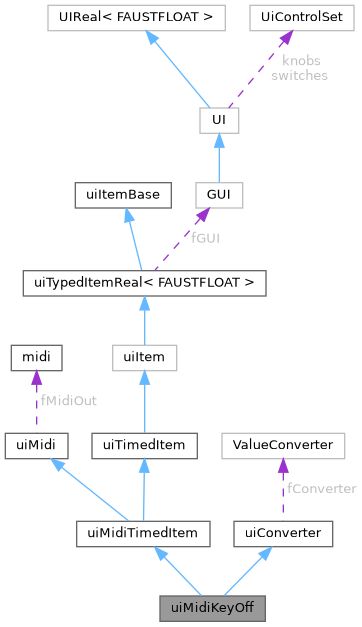 UIReal< FAUSTFLOAT >
UiControlSet
knobs
switches
UI
uiItemBase
GUI
fGUI
uiTypedItemReal< FAUSTFLOAT >
midi
uiItem
fMidiOut
uiMidi
uiTimedItem
ValueConverter
fConverter
uiMidiTimedItem
uiConverter
uiMidiKeyOff